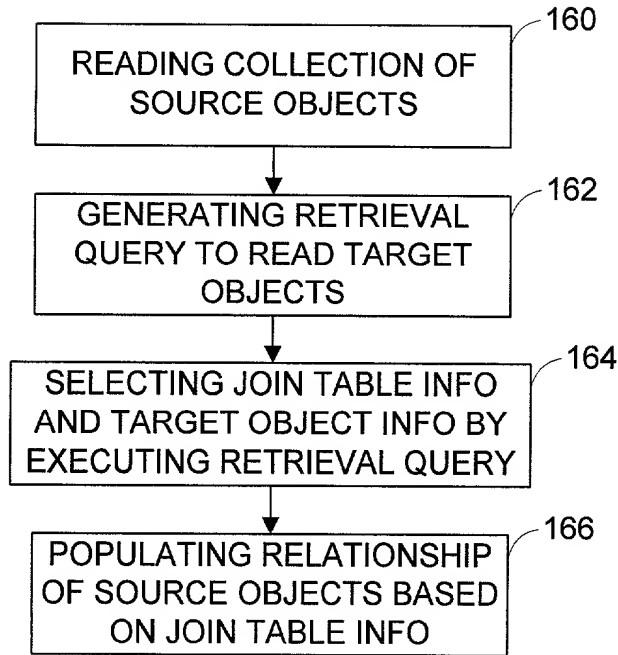 160
READING COLLECTION OF
SOURCE OBJECTS
162
GENERATING RETRIEVAL
QUERY TO READ TARGET
OBJECTS
164
SELECTING JOIN TABLE INFO
AND TARGET OBJECT INFO BY
EXECUTING RETRIEVAL QUERY
166
POPULATING RELATIONSHIP
OF SOURCE OBJECTS BASED
ON JOIN TABLE INFO